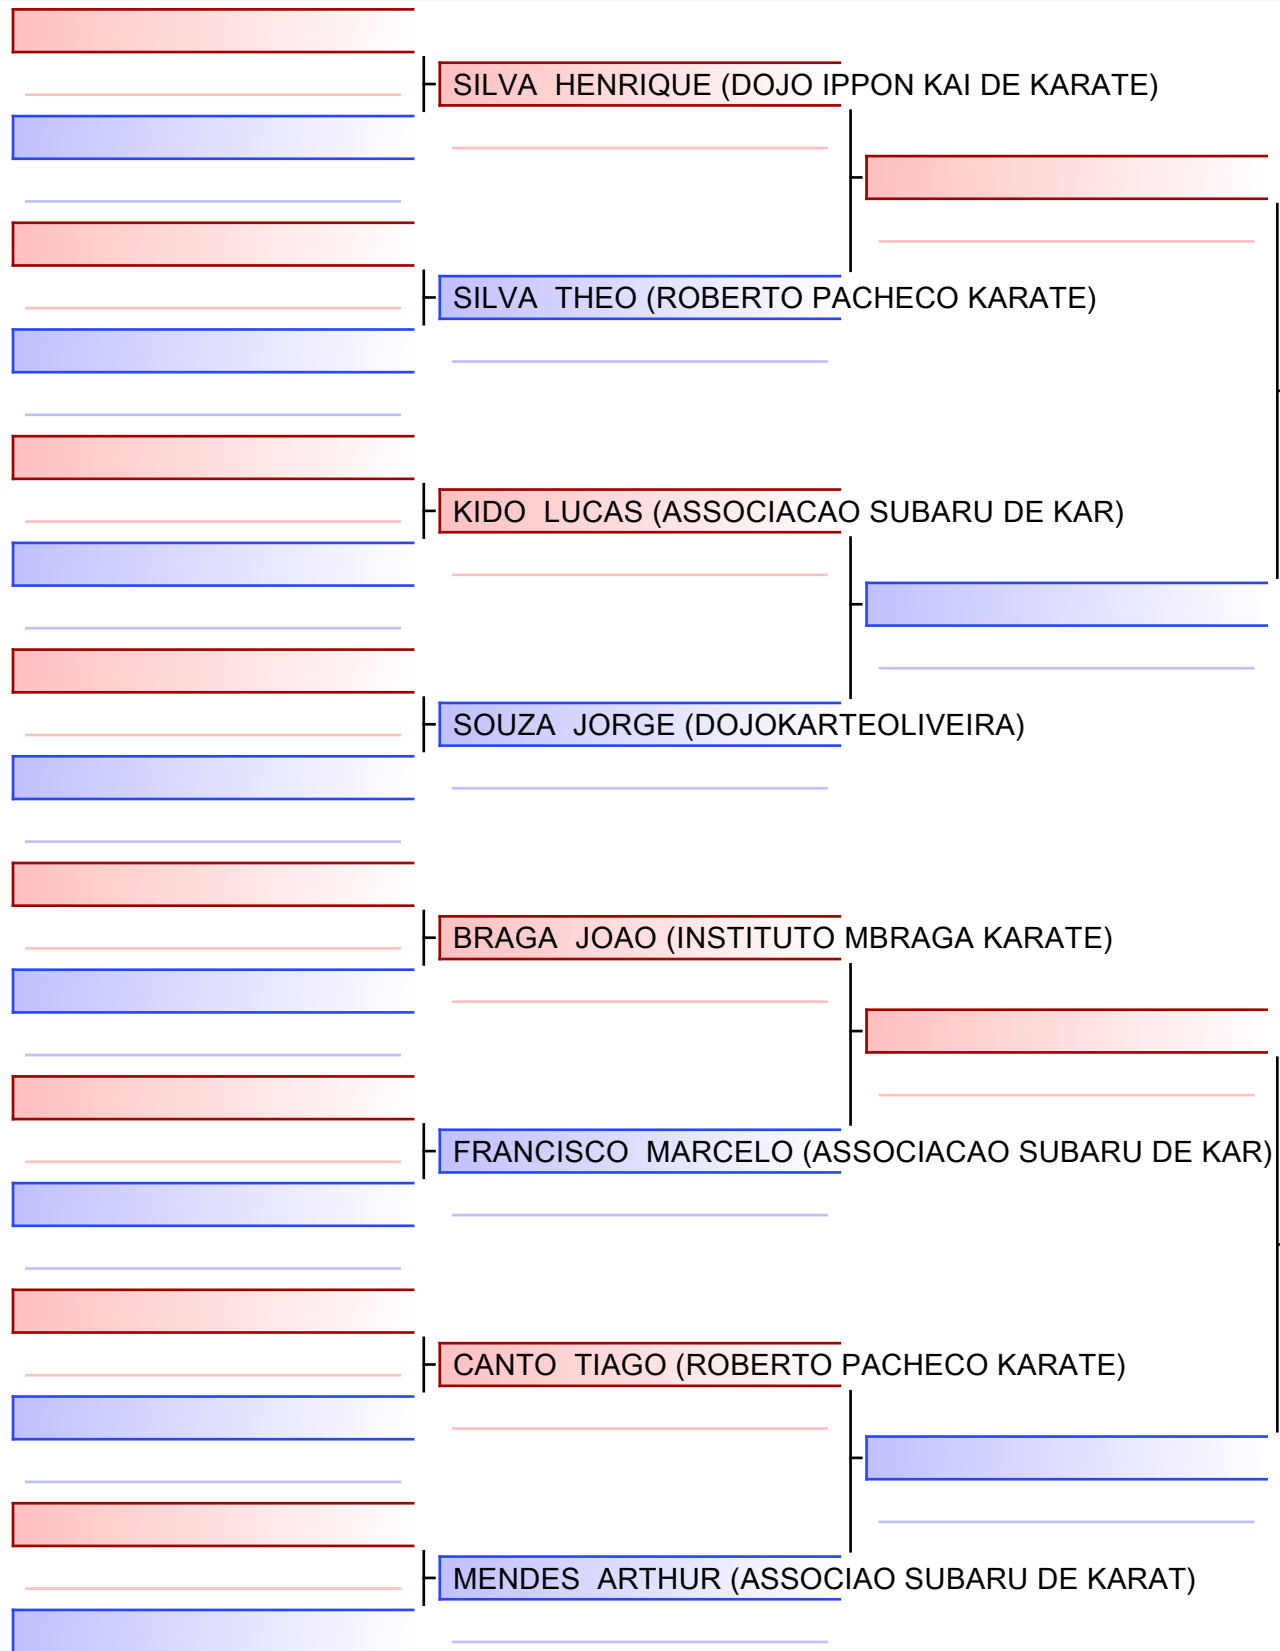 SILVA  HENRIQUE (DOJO IPPON KAI DE KARATE)
SILVA  THEO (ROBERTO PACHECO KARATE)
KIDO  LUCAS (ASSOCIACAO SUBARU DE KAR)
SOUZA  JORGE (DOJOKARTEOLIVEIRA)
BRAGA  JOAO (INSTITUTO MBRAGA KARATE)
FRANCISCO  MARCELO (ASSOCIACAO SUBARU DE KAR)
CANTO  TIAGO (ROBERTO PACHECO KARATE)
MENDES  ARTHUR (ASSOCIAO SUBARU DE KARAT)